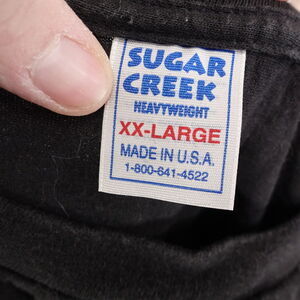 SUGAR
CREEK
HEAVYWEIGHT
XX-LARGE
MADE IN U.S.A.
1-800-641-4522